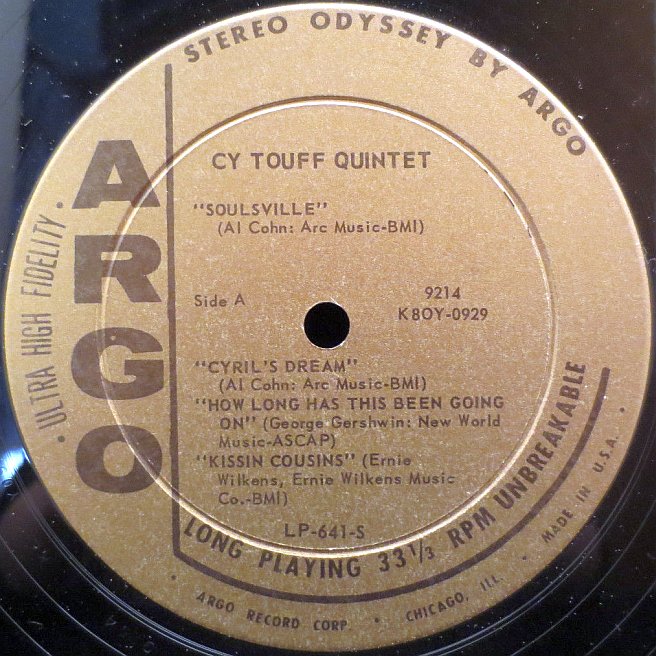 STEREO ODYSSEY BY ARGO
· ULTRA HIGH FIDELITY ·
ARGO
CY TOUFF QUINTET
"SOULSVILLE"
(Al Cohn: Arc Music-BMI)
Side A
9214
K8OY-0929
"CYRIL'S DREAM"
(Al Cohn: Arc Music-BMI)
"HOW LONG HAS THIS BEEN GOING
ON" (George Gershwin: New World
Music-ASCAP)
"KISSIN COUSINS" (Ernie
Wilkens, Ernie Wilkens Music
Co.-BMI)
LP-641-S
LONG PLAYING 33⅓ RPM UNBREAKABLE
· ARGO RECORD CORP. · CHICAGO, ILL. · MADE IN U.S.A. ·